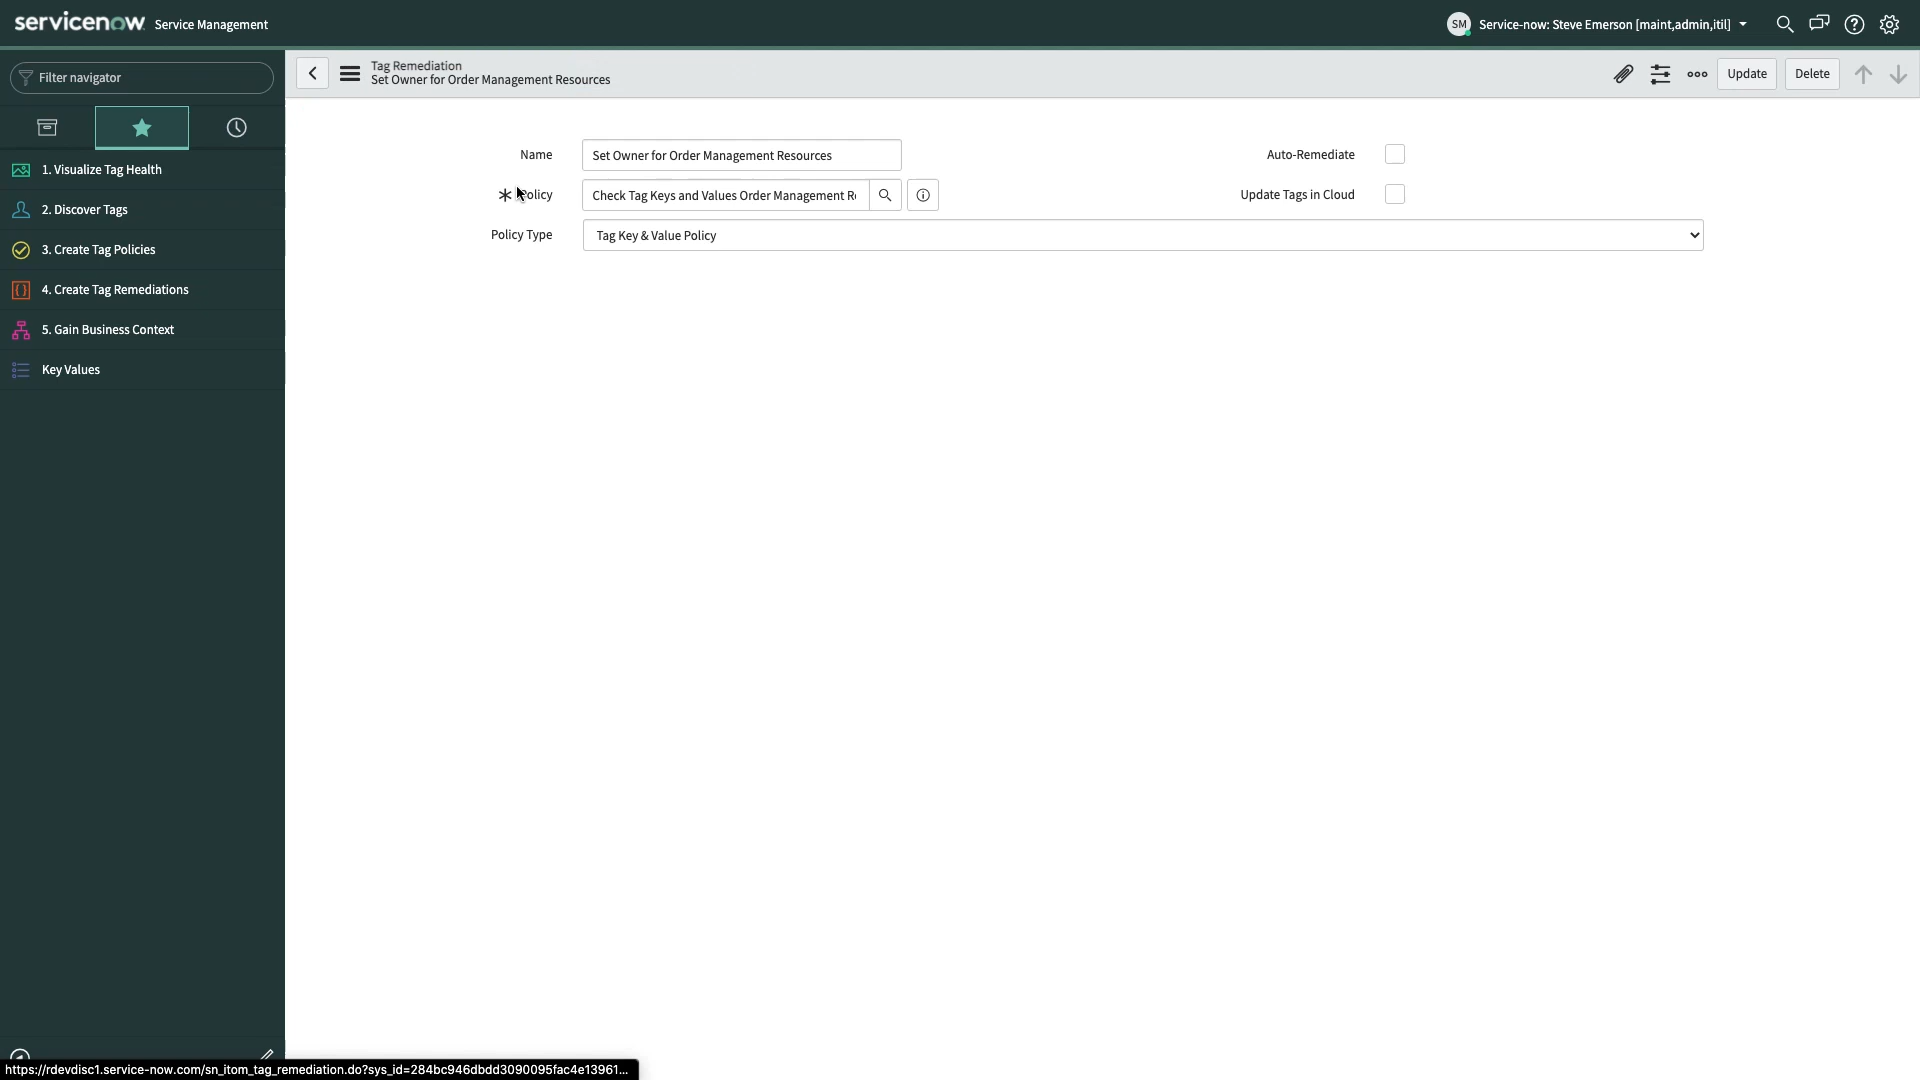 servicenow Service Management
SM Service-now: Steve Emerson [maint,admin,itil]
Filter navigator
Tag Remediation
Set Owner for Order Management Resources
Update
Delete
1. Visualize Tag Health
2. Discover Tags
3. Create Tag Policies
4. Create Tag Remediations
5. Gain Business Context
Key Values
Name Set Owner for Order Management Resources
Auto-Remediate
Policy Check Tag Keys and Values Order Management R
Update Tags in Cloud
Policy Type Tag Key & Value Policy
https://rdevdisc1.service-now.com/sn_itom_tag_remediation.do?sys_id=284bc946dbdd3090095fac4e13961...